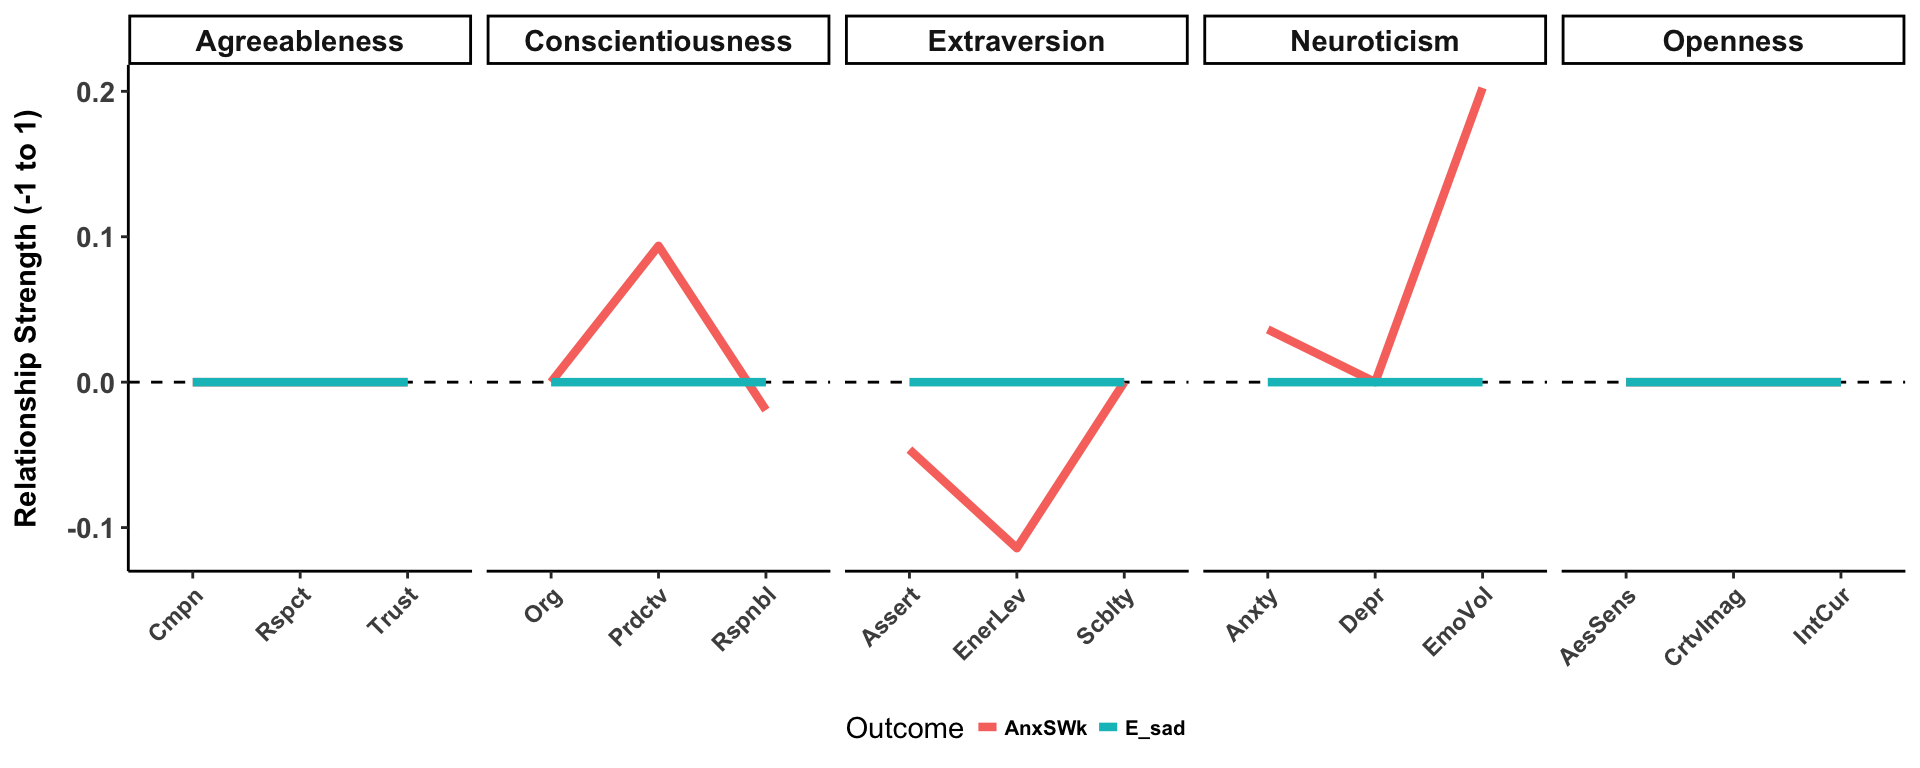 Agreeableness
Conscientiousness
Extraversion
Neuroticism
Openness
Relationship Strength (-1 to 1)
0.2
0.1
0.0
-0.1
Cmpn
Rspct
Trust
Org
Prdctv
Rspnbl
Assert
EnerLev
Scblty
Anxty
Depr
EmoVol
AesSens
CrtvImag
IntCur
Outcome AnxSWk E_sad